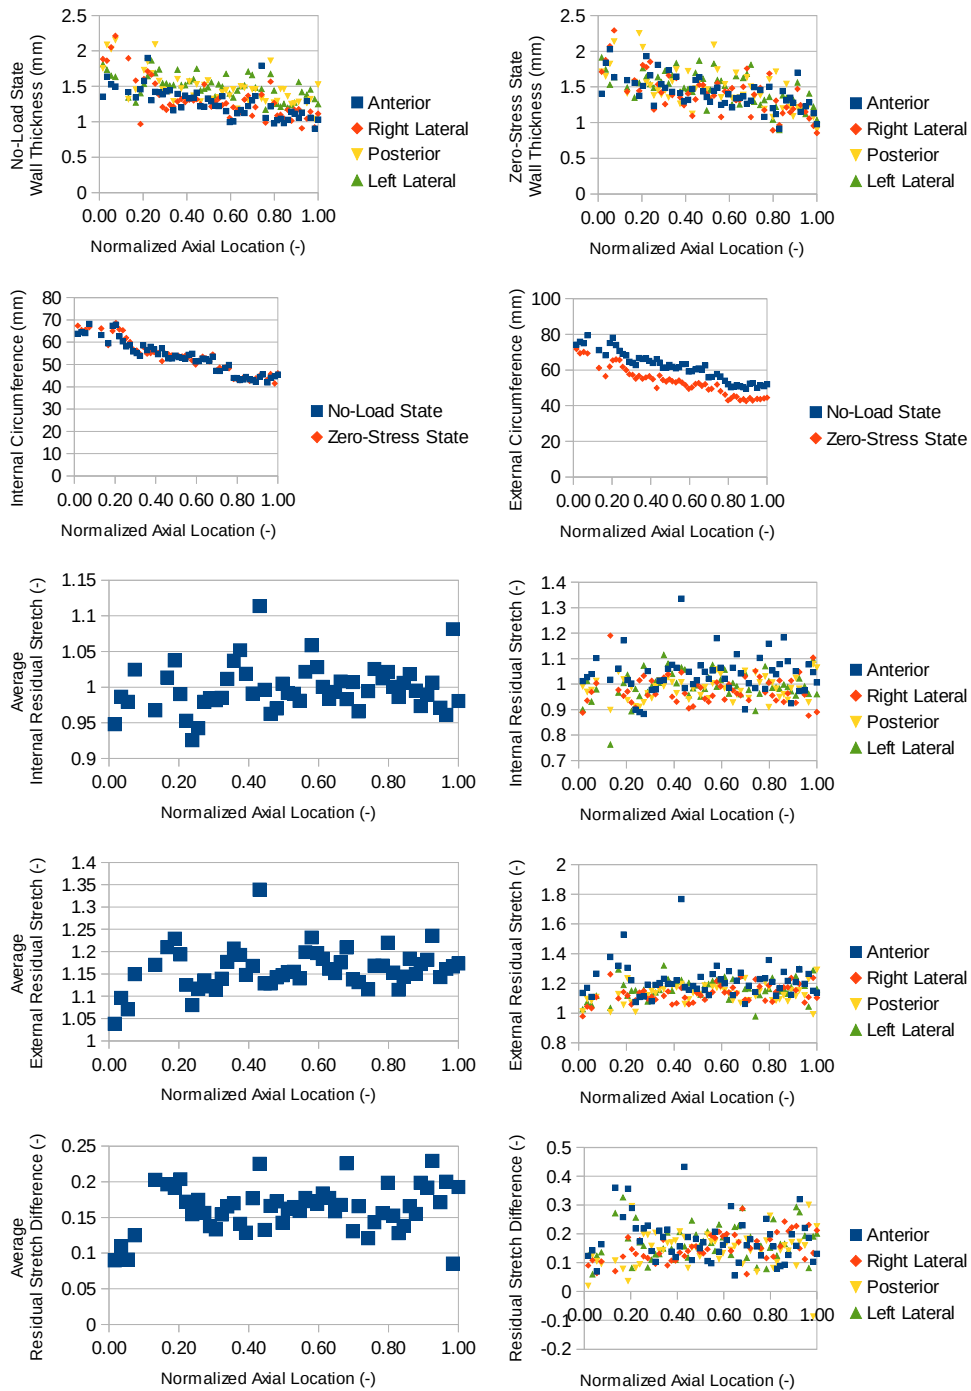 2.5
2
1.5
1
0.5
0
0.00 0.20 0.40 0.60 0.80 1.00
No-Load State
Wall Thickness (mm)
Normalized Axial Location (-)
Anterior
Right Lateral
Posterior
Left Lateral
2.5
2
1.5
1
0.5
0
0.00 0.20 0.40 0.60 0.80 1.00
Zero-Stress State
Wall Thickness (mm)
Normalized Axial Location (-)
Anterior
Right Lateral
Posterior
Left Lateral
80
70
60
50
40
30
20
10
0
0.00 0.20 0.40 0.60 0.80 1.00
Internal Circumference (mm)
Normalized Axial Location (-)
No-Load State
Zero-Stress State
100
80
60
40
20
0
0.00 0.20 0.40 0.60 0.80 1.00
External Circumference (mm)
Normalized Axial Location (-)
No-Load State
Zero-Stress State
1.15
1.1
1.05
1
0.95
0.9
0.00 0.20 0.40 0.60 0.80 1.00
Average
Internal Residual Stretch (-)
Normalized Axial Location (-)
1.4
1.3
1.2
1.1
1
0.9
0.8
0.7
0.00 0.20 0.40 0.60 0.80 1.00
Internal Residual Stretch (-)
Normalized Axial Location (-)
Anterior
Right Lateral
Posterior
Left Lateral
1.4
1.35
1.3
1.25
1.2
1.15
1.1
1.05
1
0.00 0.20 0.40 0.60 0.80 1.00
Average
External Residual Stretch (-)
Normalized Axial Location (-)
2
1.8
1.6
1.4
1.2
1
0.8
0.00 0.20 0.40 0.60 0.80 1.00
External Residual Stretch (-)
Normalized Axial Location (-)
Anterior
Right Lateral
Posterior
Left Lateral
0.25
0.2
0.15
0.1
0.05
0
0.00 0.20 0.40 0.60 0.80 1.00
Average
Residual Stretch Difference (-)
Normalized Axial Location (-)
0.5
0.4
0.3
0.2
0.1
0
-0.1
-0.2
0.00 0.20 0.40 0.60 0.80 1.00
Residual Stretch Difference (-)
Normalized Axial Location (-)
Anterior
Right Lateral
Posterior
Left Lateral